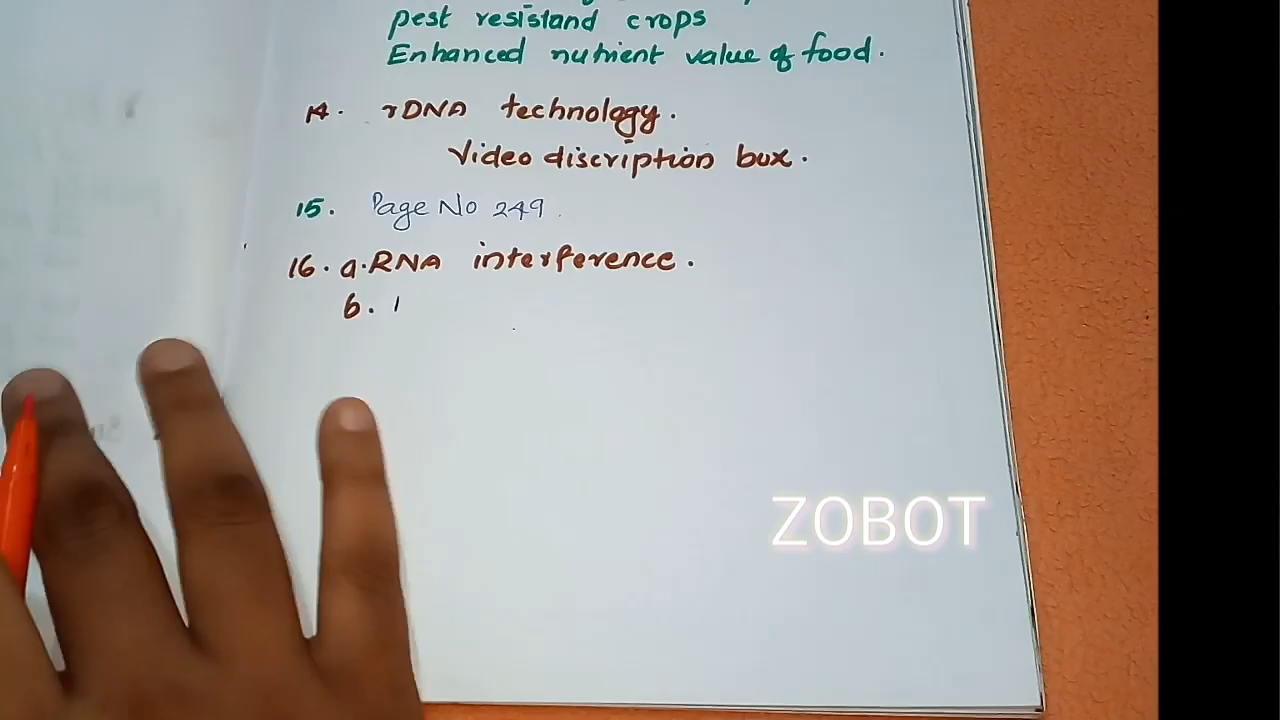 pest resistand crops
Enhanced nutrient value of food.
14. rDNA technology.
Video discription box.
15. Page No 249.
16. a. RNA interference.
b. 1
ZOBOT